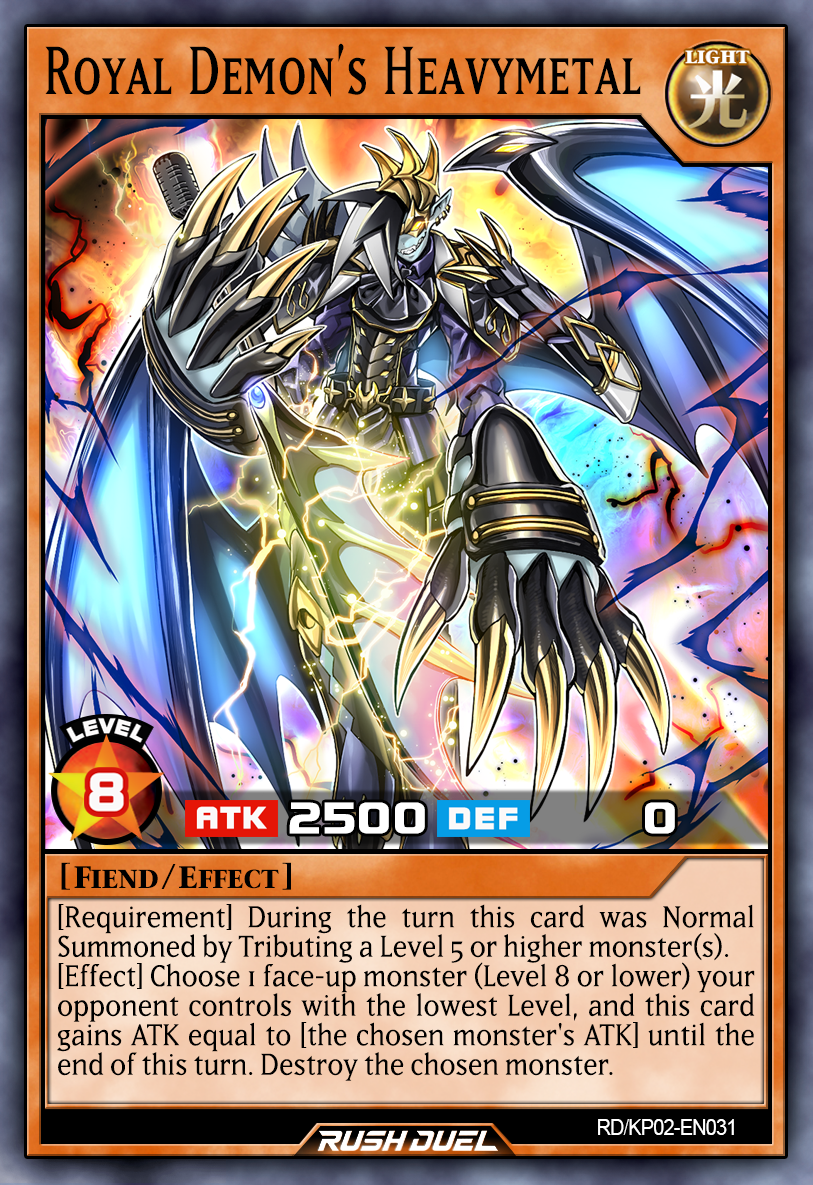 Royal Demon's Heavymetal
LIGHT
光
LEVEL
8
ATK 2500 DEF 0
[Fiend/Effect]
[Requirement] During the turn this card was Normal
Summoned by Tributing a Level 5 or higher monster(s).
[Effect] Choose 1 face-up monster (Level 8 or lower) your
opponent controls with the lowest Level, and this card
gains ATK equal to [the chosen monster's ATK] until the
end of this turn. Destroy the chosen monster.
RD/KP02-EN031
RUSH DUEL